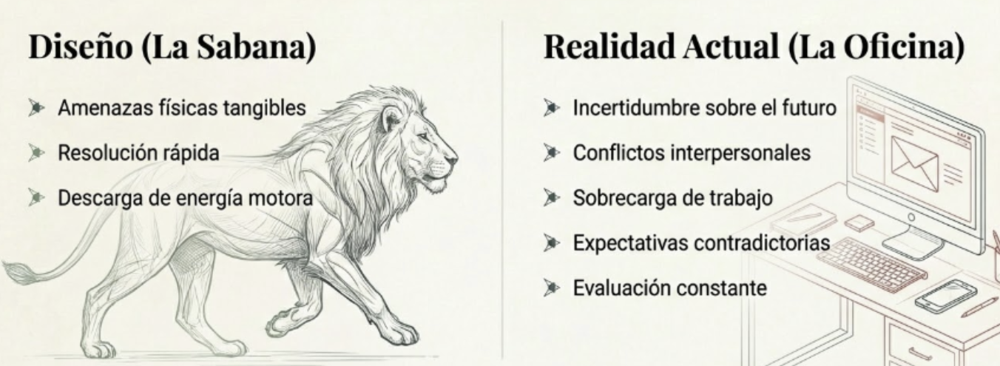 Diseño (La Sabana)
Amenazas físicas tangibles
Resolución rápida
Descarga de energía motora
Realidad Actual (La Oficina)
Incertidumbre sobre el futuro
Conflictos interpersonales
Sobrecarga de trabajo
Expectativas contradictorias
Evaluación constante